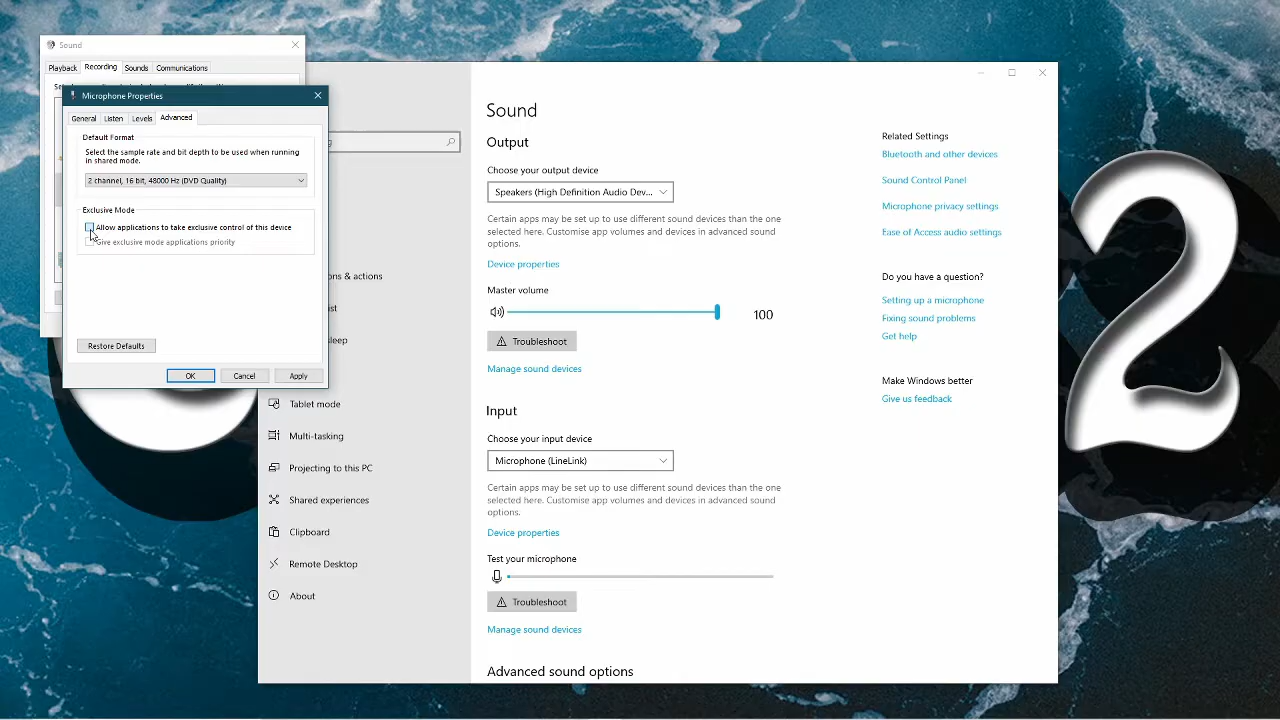 Sound
Playback
Recording
Sounds
Communications
Microphone Properties
General
Listen
Levels
Advanced
Default Format
Select the sample rate and bit depth to be used when running
in shared mode.
2 channel, 16 bit, 48000 Hz (DVD Quality)
Exclusive Mode
Allow applications to take exclusive control of this device
Give exclusive mode applications priority
Restore Defaults
OK
Cancel
Apply
ons & actions
ist
leep
Tablet mode
Multi-tasking
Projecting to this PC
Shared experiences
Clipboard
Remote Desktop
About
Sound
Output
Choose your output device
Speakers (High Definition Audio Dev...
Certain apps may be set up to use different sound devices than the one
selected here. Customise app volumes and devices in advanced sound
options.
Device properties
Master volume
100
Troubleshoot
Manage sound devices
Input
Choose your input device
Microphone (LineLink)
Certain apps may be set up to use different sound devices than the one
selected here. Customise app volumes and devices in advanced sound
options.
Device properties
Test your microphone
Troubleshoot
Manage sound devices
Advanced sound options
Related Settings
Bluetooth and other devices
Sound Control Panel
Microphone privacy settings
Ease of Access audio settings
Do you have a question?
Setting up a microphone
Fixing sound problems
Get help
Make Windows better
Give us feedback
2